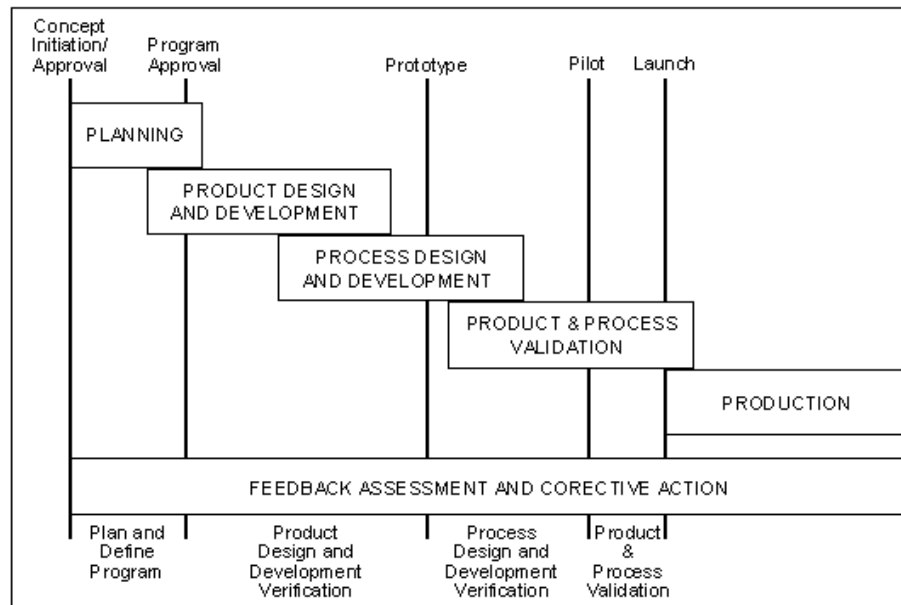 Concept
Initiation/
Approval
Program
Approval
Prototype
Pilot
Launch
PLANNING
PRODUCT DESIGN
AND DEVELOPMENT
PROCESS DESIGN
AND DEVELOPMENT
PRODUCT & PROCESS
VALIDATION
PRODUCTION
FEEDBACK ASSESSMENT AND CORECTIVE ACTION
Plan and
Define
Program
Product
Design and
Development
Verification
Process
Design and
Development
Verification
Product
&
Process
Validation